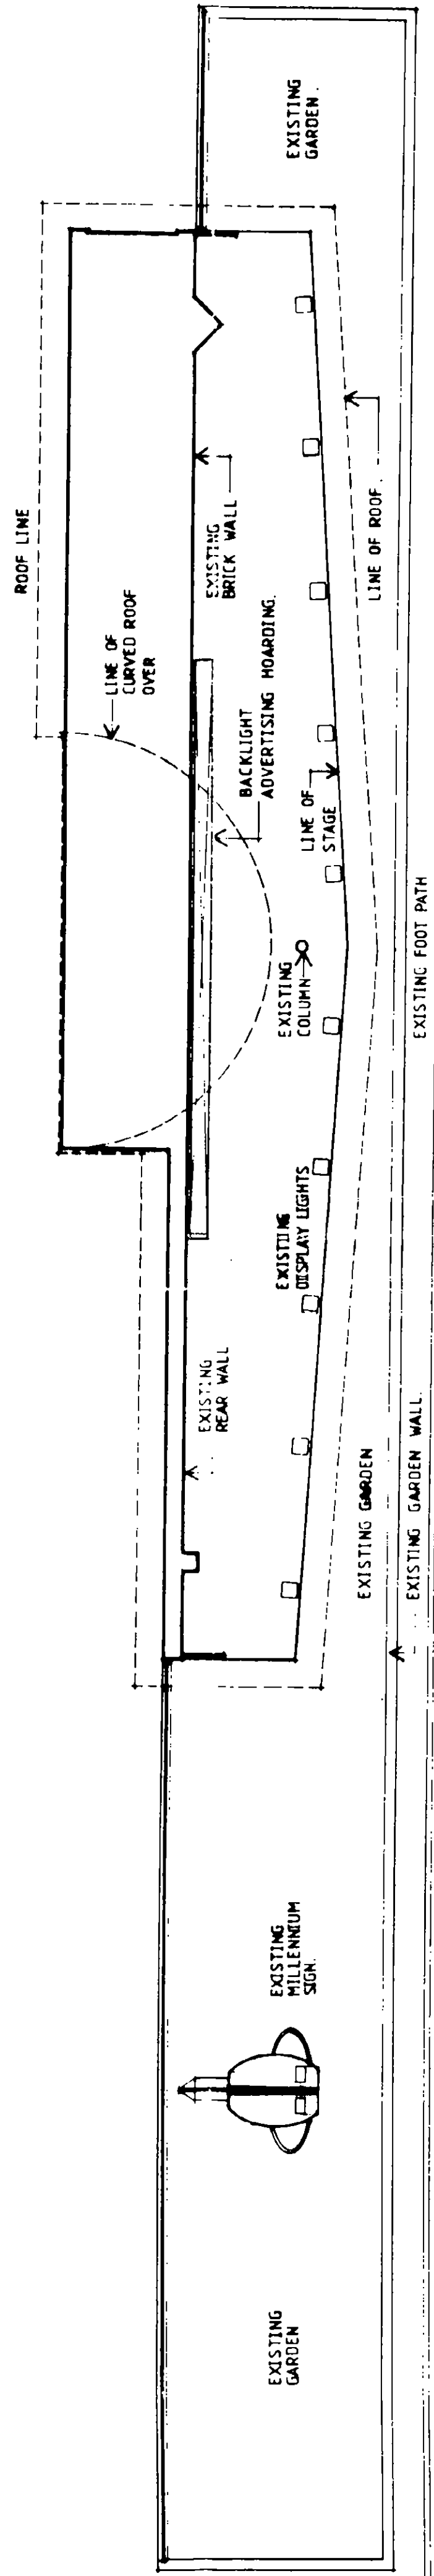 ROOF LINE
EXISTING
GARDEN.
LINE OF
CURVED ROOF
OVER
EXISTING
BRICK WALL
BACKLIGHT
ADVERTISING HOARDING.
LINE OF ROOF.
LINE OF
STAGE
EXISTING
COLUMN
EXISTING FOOT PATH
EXISTING
DISPLAY LIGHTS
EXISTING
REAR WALL
EXISTING GARDEN
EXISTING GARDEN WALL.
EXISTING
MILLENNIUM
SIGN.
EXISTING
GARDEN